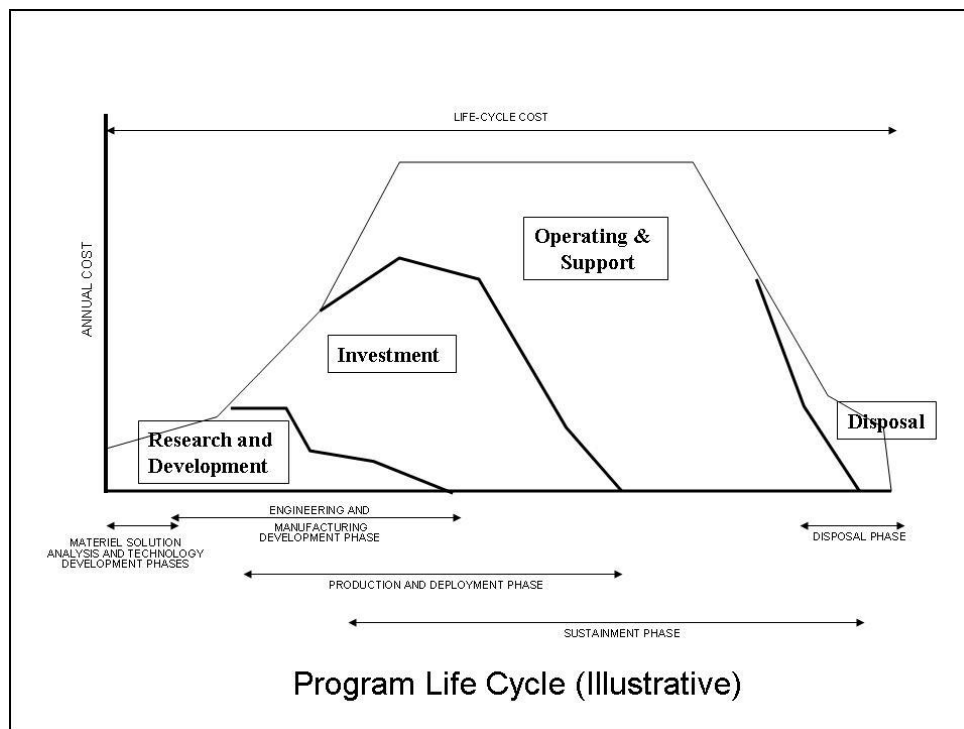 LIFE-CYCLE COST
ANNUAL COST
Operating &
Support
Investment
Research and
Development
Disposal
ENGINEERING AND
MANUFACTURING
DEVELOPMENT PHASE
MATERIEL SOLUTION
ANALYSIS AND TECHNOLOGY
DEVELOPMENT PHASES
DISPOSAL PHASE
PRODUCTION AND DEPLOYMENT PHASE
SUSTAINMENT PHASE
Program Life Cycle (Illustrative)